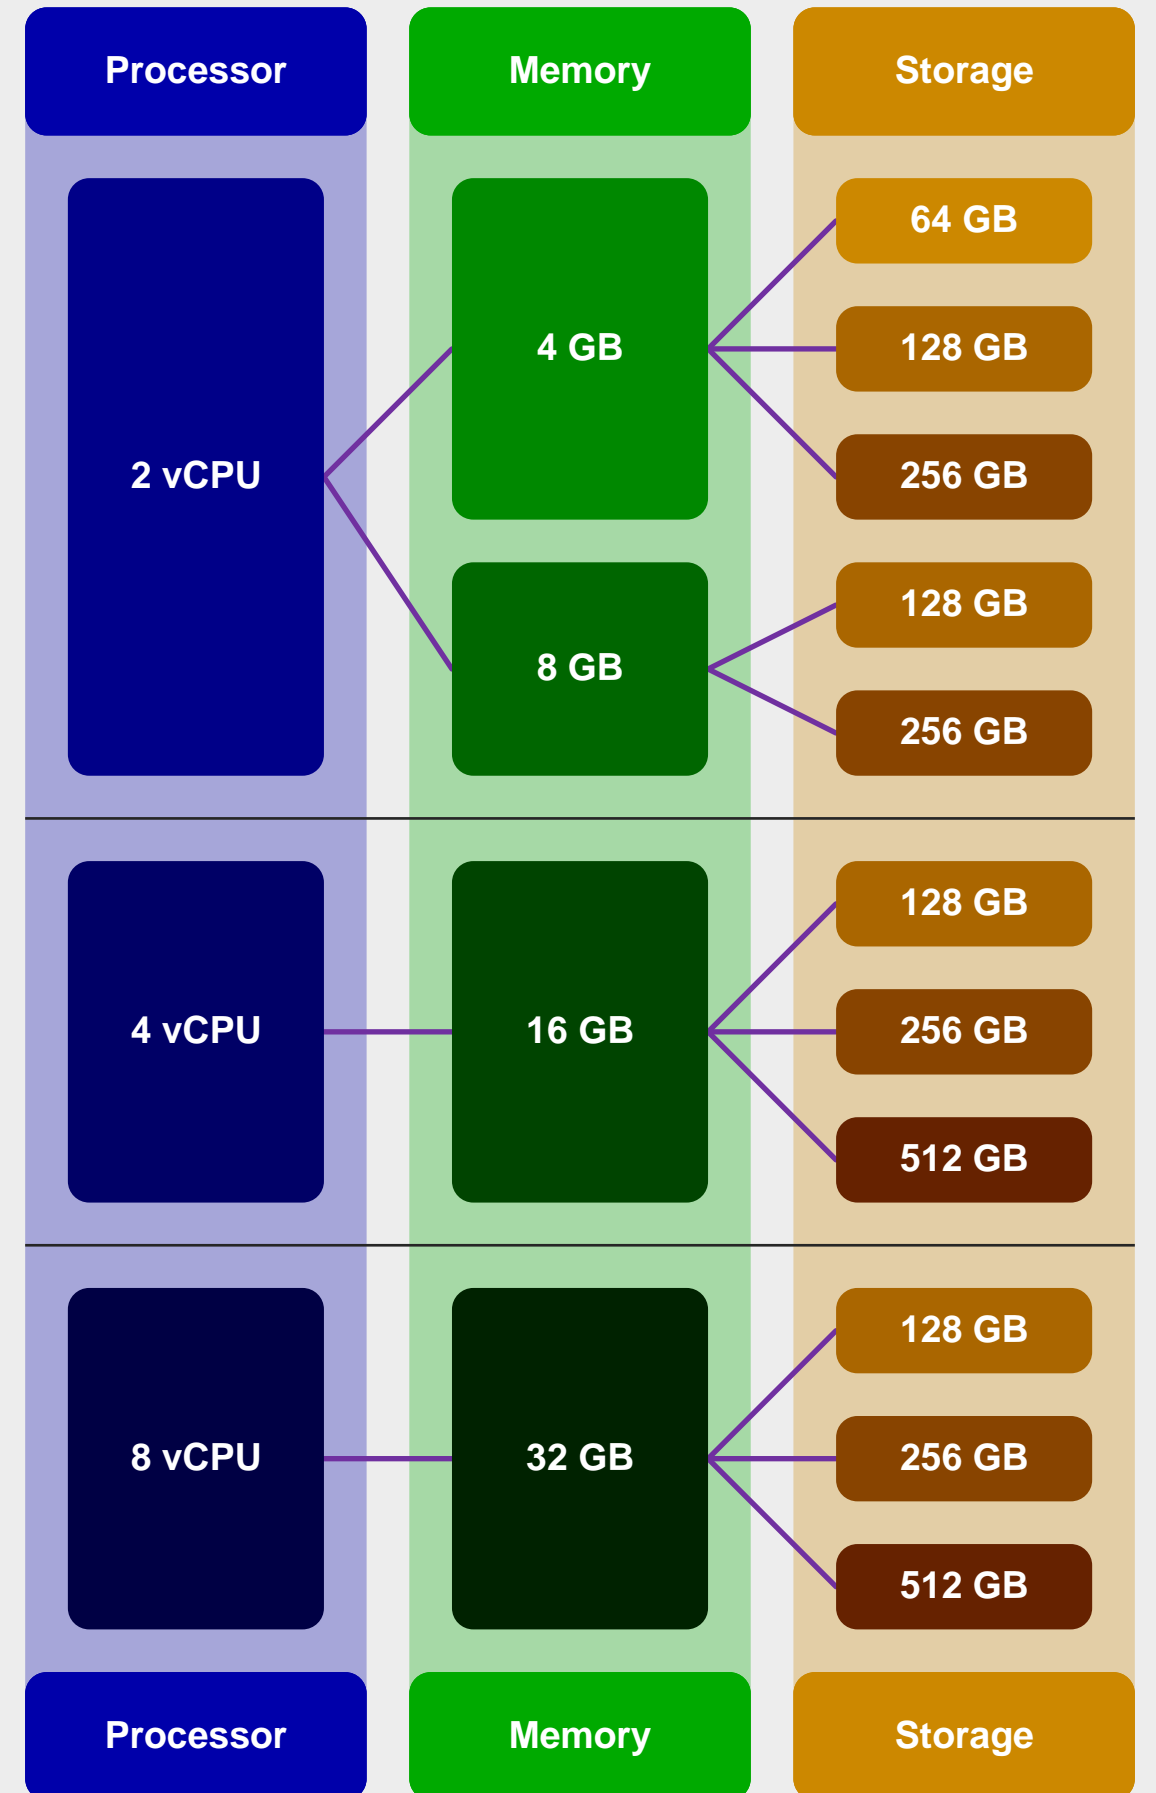 Processor
Memory
Storage
2 vCPU
4 GB
64 GB
128 GB
256 GB
8 GB
128 GB
256 GB
4 vCPU
16 GB
128 GB
256 GB
512 GB
8 vCPU
32 GB
128 GB
256 GB
512 GB
Processor
Memory
Storage